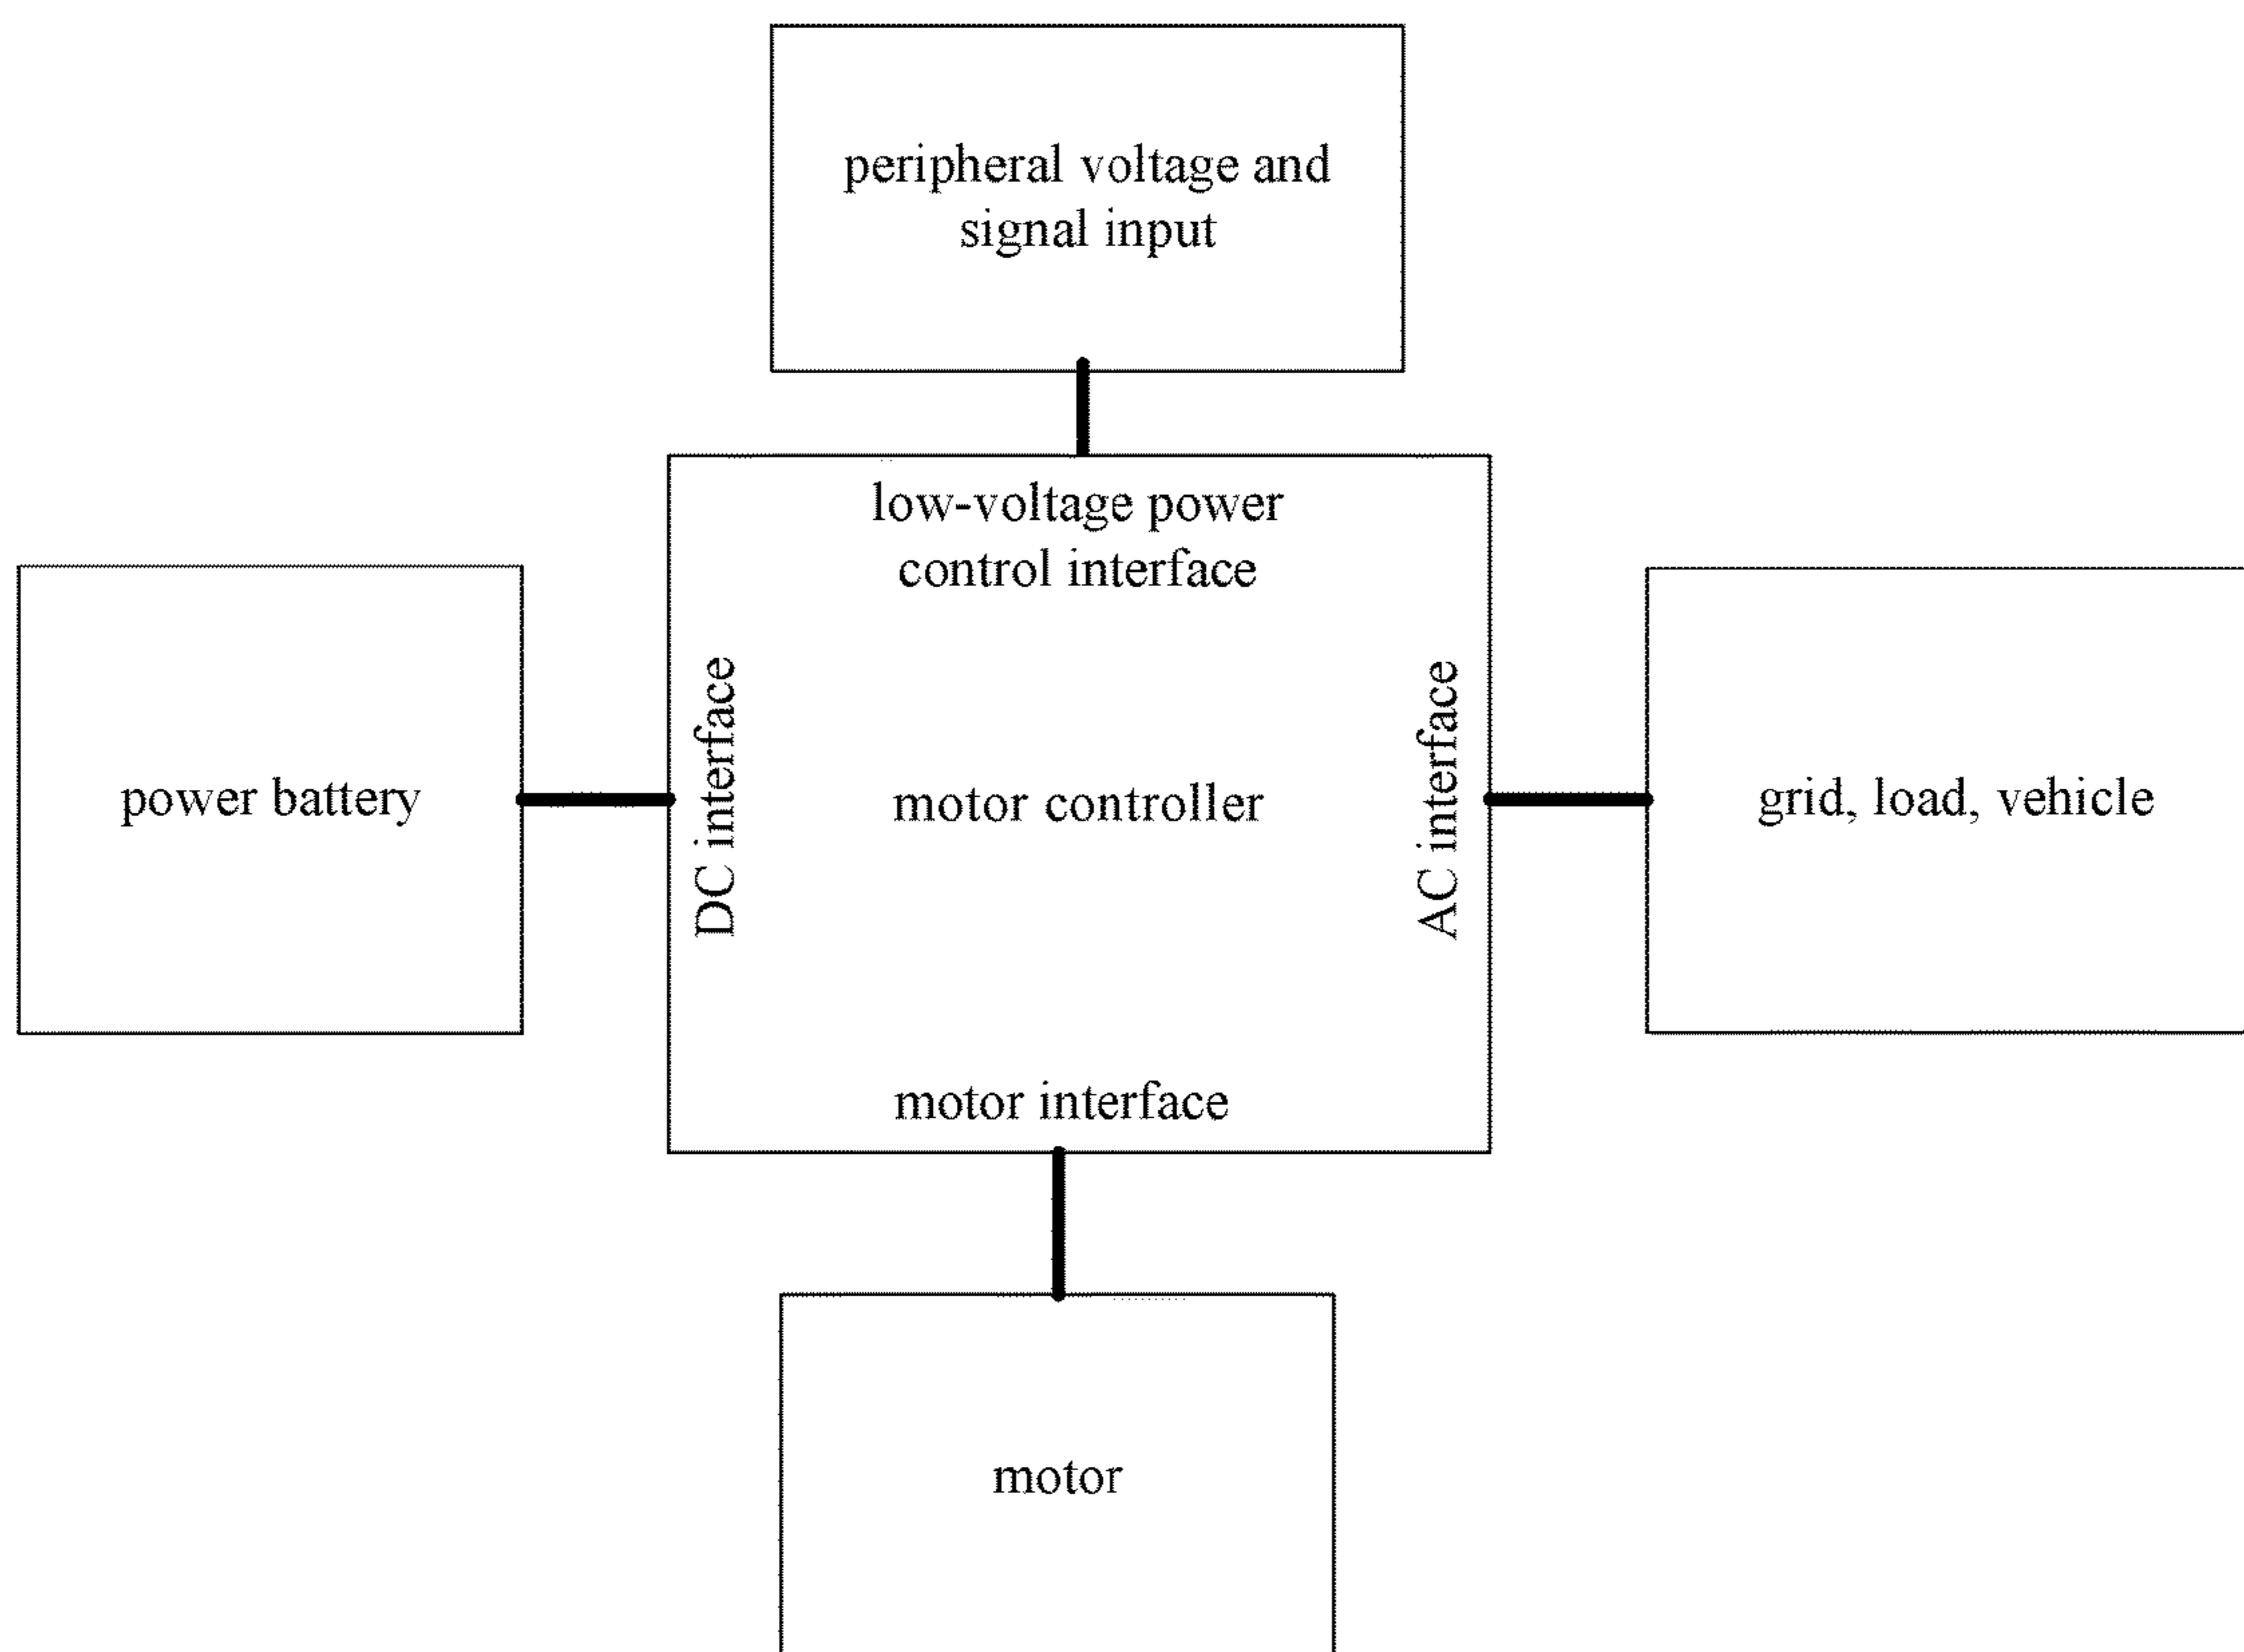 peripheral voltage and
signal input
low-voltage power
control interface
power battery
DC interface
motor controller
AC interface
grid, load, vehicle
motor interface
motor